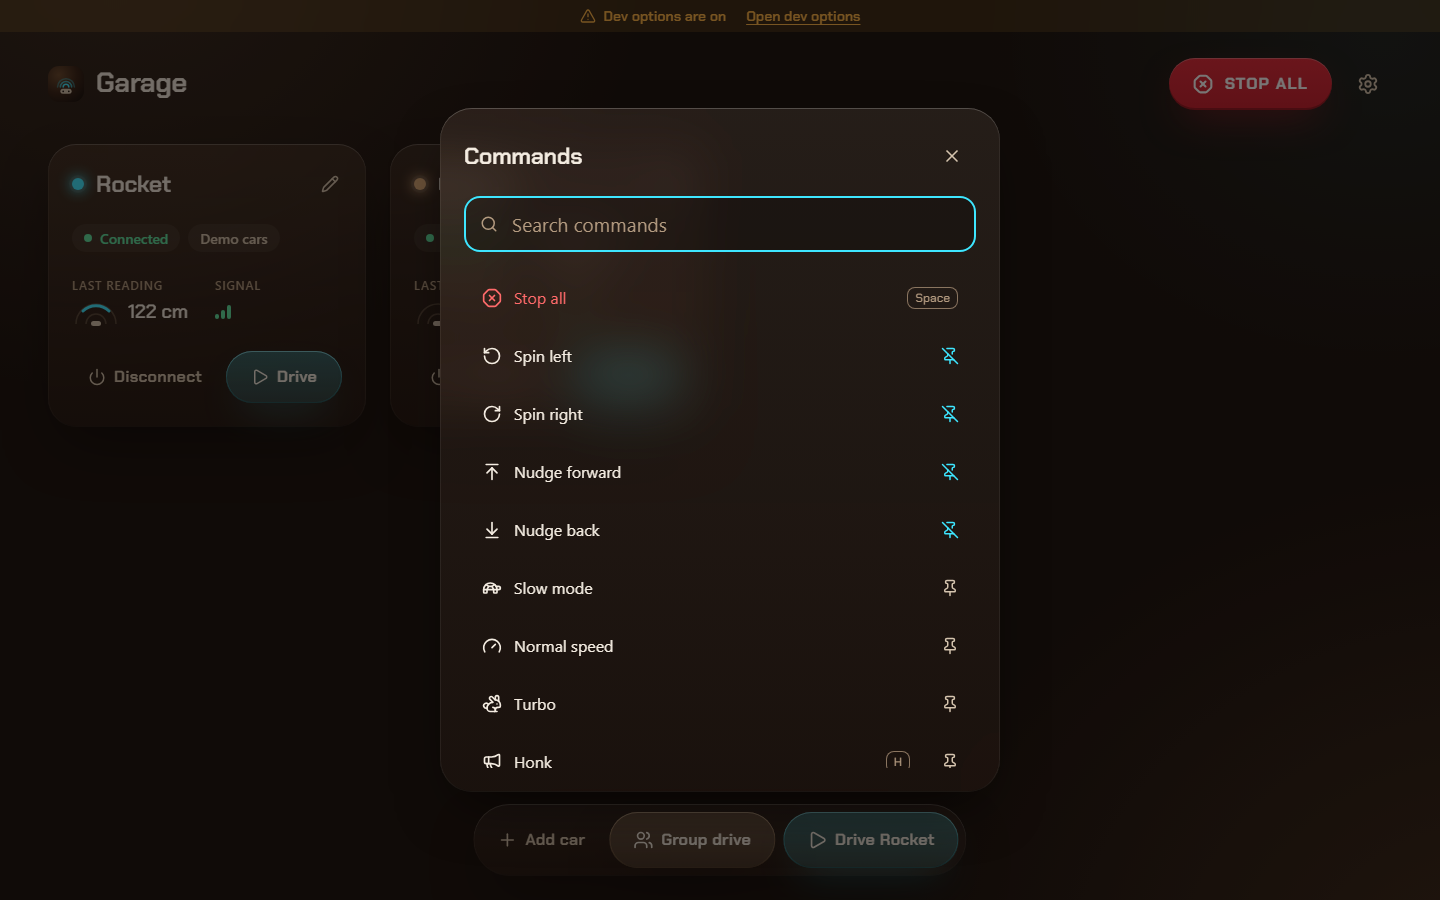 Dev options are on Open dev options
Garage
STOP ALL
Commands
Rocket
Search commands
Connected Demo cars
LAST READING SIGNAL
122 cm
Disconnect Drive
Stop all Space
Spin left
Spin right
Nudge forward
Nudge back
Slow mode
Normal speed
Turbo
Honk H
Add car Group drive Drive Rocket